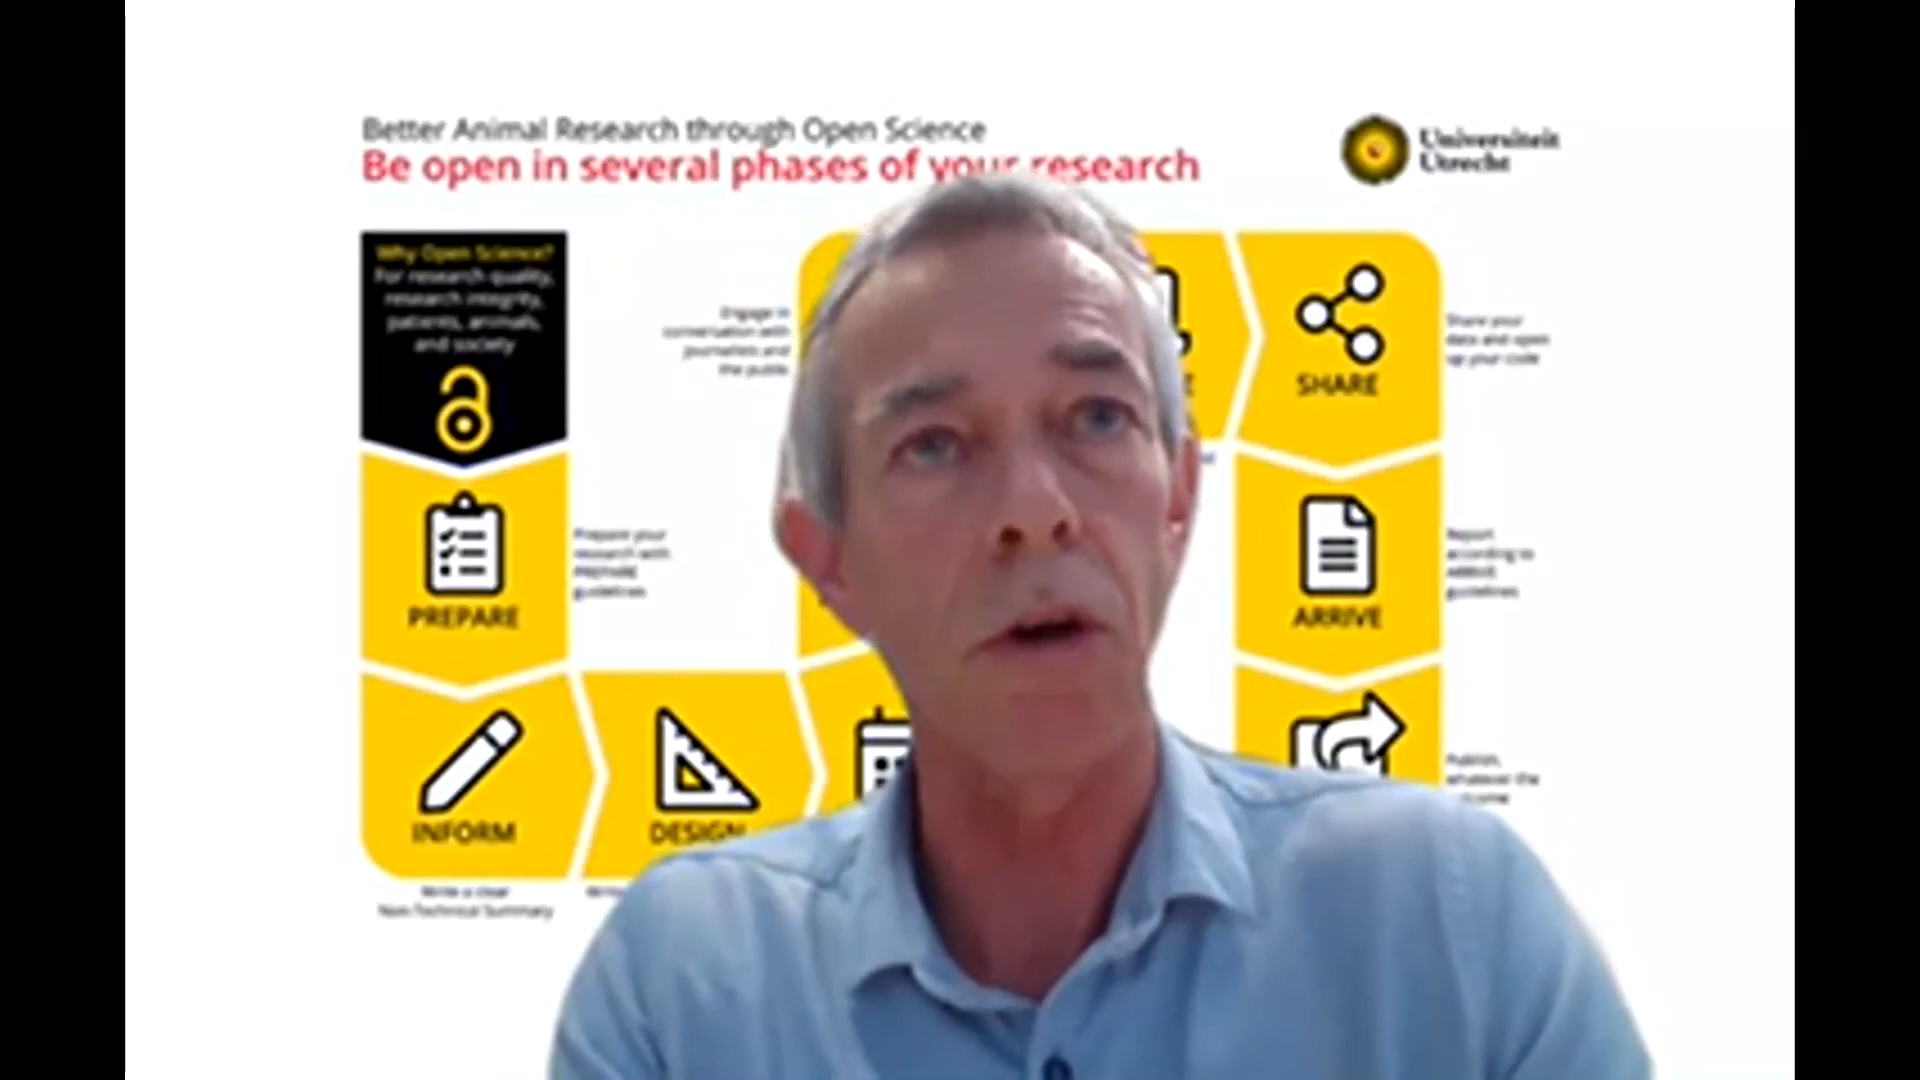 Better Animal Research through Open Science
Be open in several phases of your research
Universiteit
Utrecht
Why Open Science?
For research quality,
research integrity,
patients, animals,
and society
Engage in
conversation with
journalists and
the public
SHARE
Share your
data and open
up your code
PREPARE
Prepare your
research with
PREPARE
guidelines
ARRIVE
Report
according to
ARRIVE
guidelines
INFORM
DESIGN
Publish,
whatever the
Write a clear
Non-Technical Summary